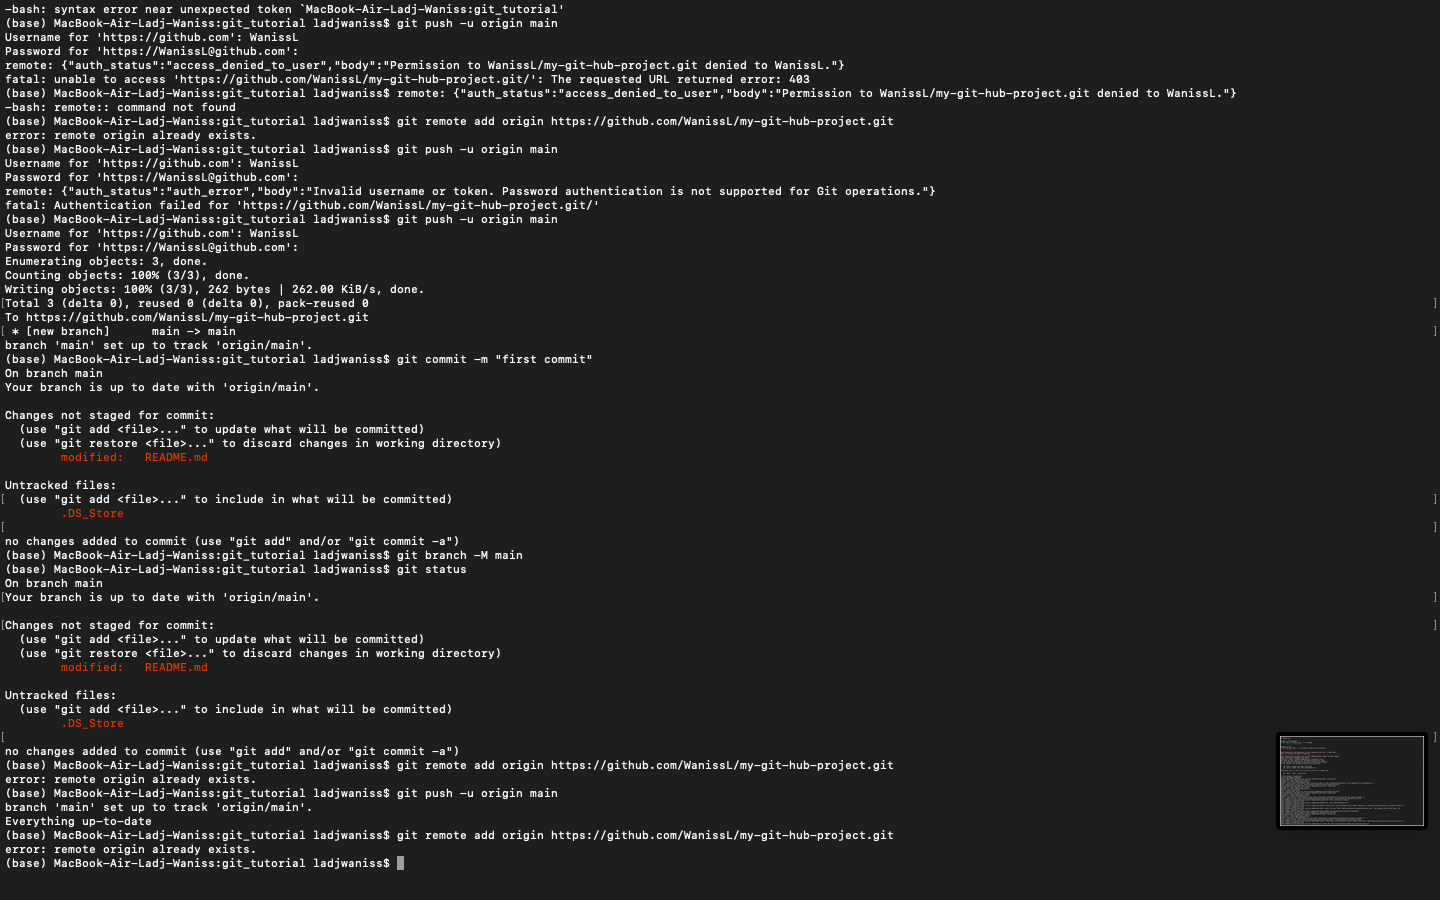 -bash: syntax error near unexpected token `MacBook-Air-Ladj-Waniss:git_tutorial'
(base) MacBook-Air-Ladj-Waniss:git_tutorial ladjwaniss$ git push -u origin main
Username for 'https://github.com': WanissL
Password for 'https://WanissL@github.com':
remote: {"auth_status":"access_denied_to_user","body":"Permission to WanissL/my-git-hub-project.git denied to WanissL."}
fatal: unable to access 'https://github.com/WanissL/my-git-hub-project.git/': The requested URL returned error: 403
(base) MacBook-Air-Ladj-Waniss:git_tutorial ladjwaniss$ remote: {"auth_status":"access_denied_to_user","body":"Permission to WanissL/my-git-hub-project.git denied to WanissL."}
-bash: remote:: command not found
(base) MacBook-Air-Ladj-Waniss:git_tutorial ladjwaniss$ git remote add origin https://github.com/WanissL/my-git-hub-project.git
error: remote origin already exists.
(base) MacBook-Air-Ladj-Waniss:git_tutorial ladjwaniss$ git push -u origin main
Username for 'https://github.com': WanissL
Password for 'https://WanissL@github.com':
remote: {"auth_status":"auth_error","body":"Invalid username or token. Password authentication is not supported for Git operations."}
fatal: Authentication failed for 'https://github.com/WanissL/my-git-hub-project.git/'
(base) MacBook-Air-Ladj-Waniss:git_tutorial ladjwaniss$ git push -u origin main
Username for 'https://github.com': WanissL
Password for 'https://WanissL@github.com':
Enumerating objects: 3, done.
Counting objects: 100% (3/3), done.
Writing objects: 100% (3/3), 262 bytes | 262.00 KiB/s, done.
[Total 3 (delta 0), reused 0 (delta 0), pack-reused 0 ]
To https://github.com/WanissL/my-git-hub-project.git
[ * [new branch]      main -> main ]
branch 'main' set up to track 'origin/main'.
(base) MacBook-Air-Ladj-Waniss:git_tutorial ladjwaniss$ git commit -m "first commit"
On branch main
Your branch is up to date with 'origin/main'.

Changes not staged for commit:
  (use "git add <file>..." to update what will be committed)
  (use "git restore <file>..." to discard changes in working directory)
        modified:   README.md

Untracked files:
[  (use "git add <file>..." to include in what will be committed) ]
        .DS_Store
[ ]
no changes added to commit (use "git add" and/or "git commit -a")
(base) MacBook-Air-Ladj-Waniss:git_tutorial ladjwaniss$ git branch -M main
(base) MacBook-Air-Ladj-Waniss:git_tutorial ladjwaniss$ git status
On branch main
[Your branch is up to date with 'origin/main'. ]

[Changes not staged for commit: ]
  (use "git add <file>..." to update what will be committed)
  (use "git restore <file>..." to discard changes in working directory)
        modified:   README.md

Untracked files:
  (use "git add <file>..." to include in what will be committed)
        .DS_Store
[ ]
no changes added to commit (use "git add" and/or "git commit -a")
(base) MacBook-Air-Ladj-Waniss:git_tutorial ladjwaniss$ git remote add origin https://github.com/WanissL/my-git-hub-project.git
error: remote origin already exists.
(base) MacBook-Air-Ladj-Waniss:git_tutorial ladjwaniss$ git push -u origin main
branch 'main' set up to track 'origin/main'.
Everything up-to-date
(base) MacBook-Air-Ladj-Waniss:git_tutorial ladjwaniss$ git remote add origin https://github.com/WanissL/my-git-hub-project.git
error: remote origin already exists.
(base) MacBook-Air-Ladj-Waniss:git_tutorial ladjwaniss$